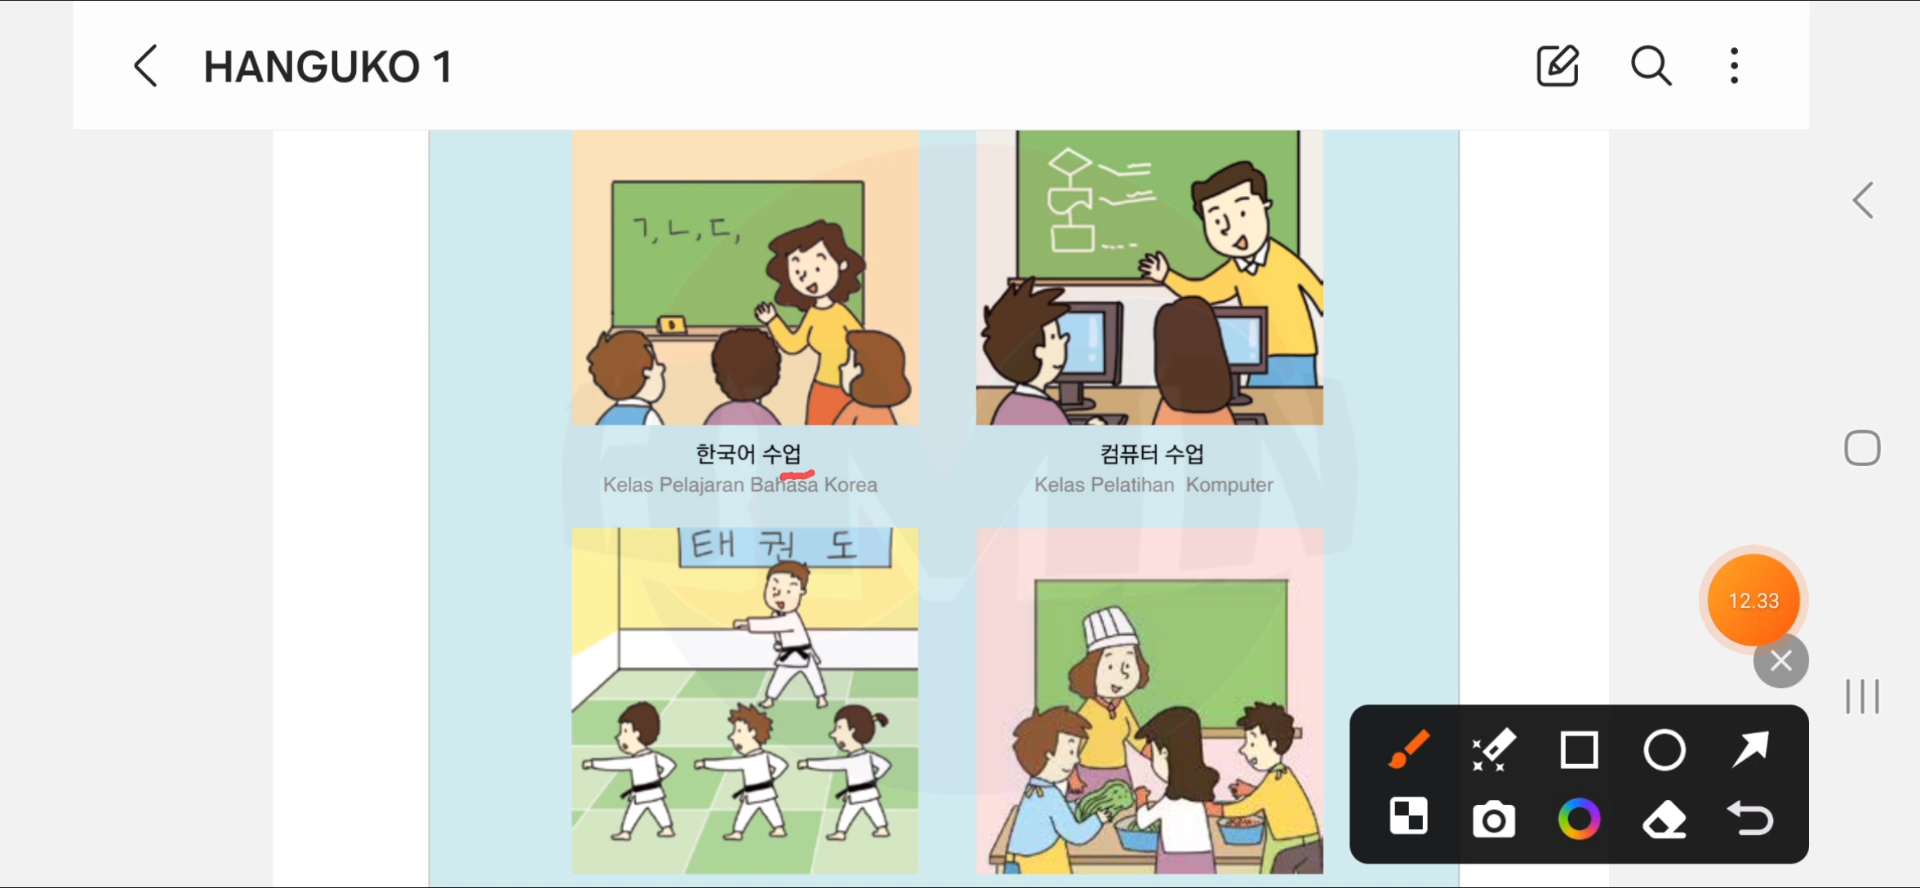 HANGUKO 1
ㄱ, ㄴ, ㄷ,
한국어 수업
Kelas Pelajaran Bahasa Korea
컴퓨터 수업
Kelas Pelatihan Komputer
태 권 도
12.33